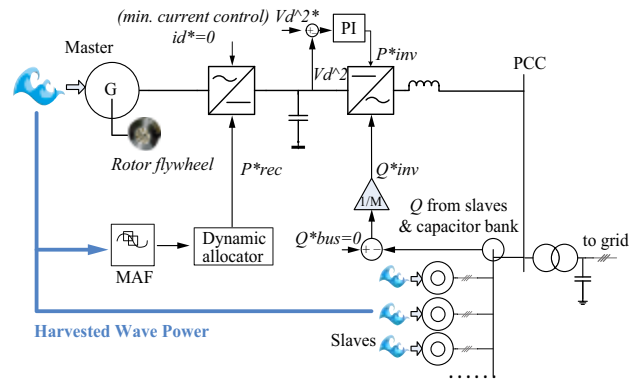 (min. current control)
id*=0
Vd^2*
+
-
PI
P*inv
Master
G
Vd^2
PCC
Rotor flywheel
P*rec
Q*inv
1/M
Q from slaves
& capacitor bank
MAF
Dynamic
allocator
Q*bus=0
+
-
to grid
Harvested Wave Power
Slaves
......